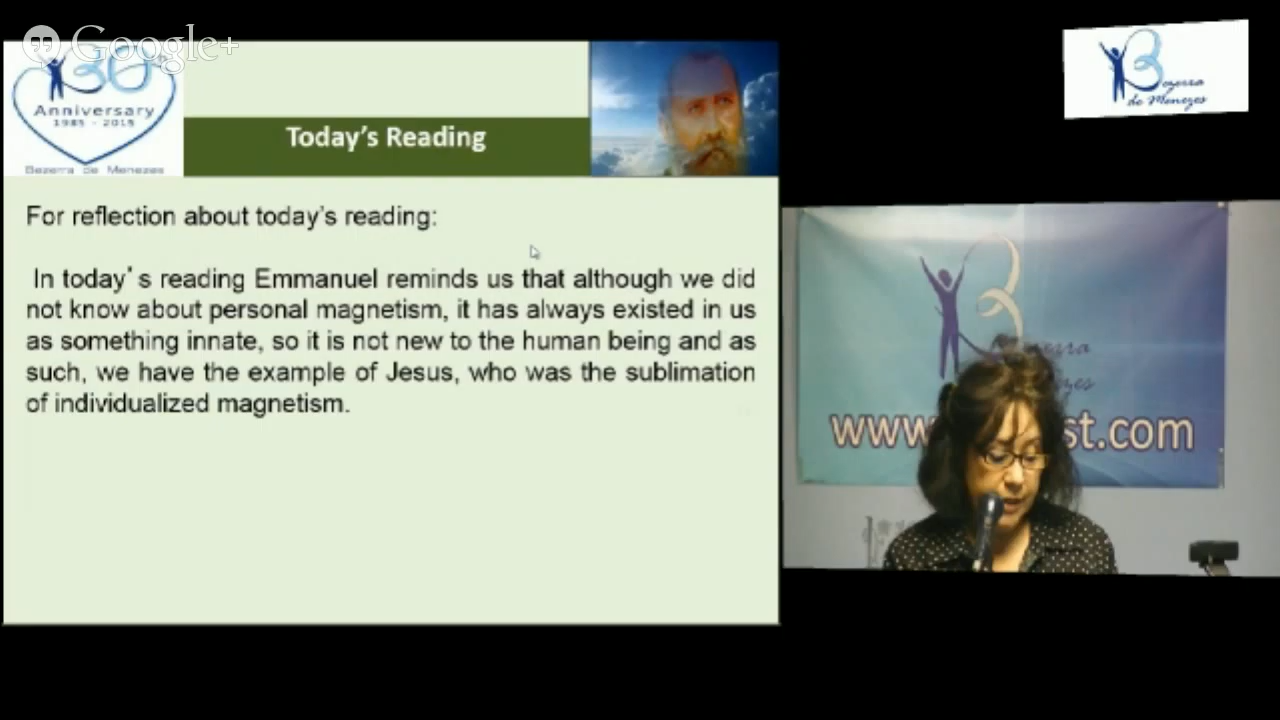 Google+
30
Anniversary
1985 - 2015
Bezerra de Menezes
Today's Reading
For reflection about today's reading:
In today's reading Emmanuel reminds us that although we did
not know about personal magnetism, it has always existed in us
as something innate, so it is not new to the human being and as
such, we have the example of Jesus, who was the sublimation
of individualized magnetism.
Bezerra
de Menezes
Bezerra
www
st.com